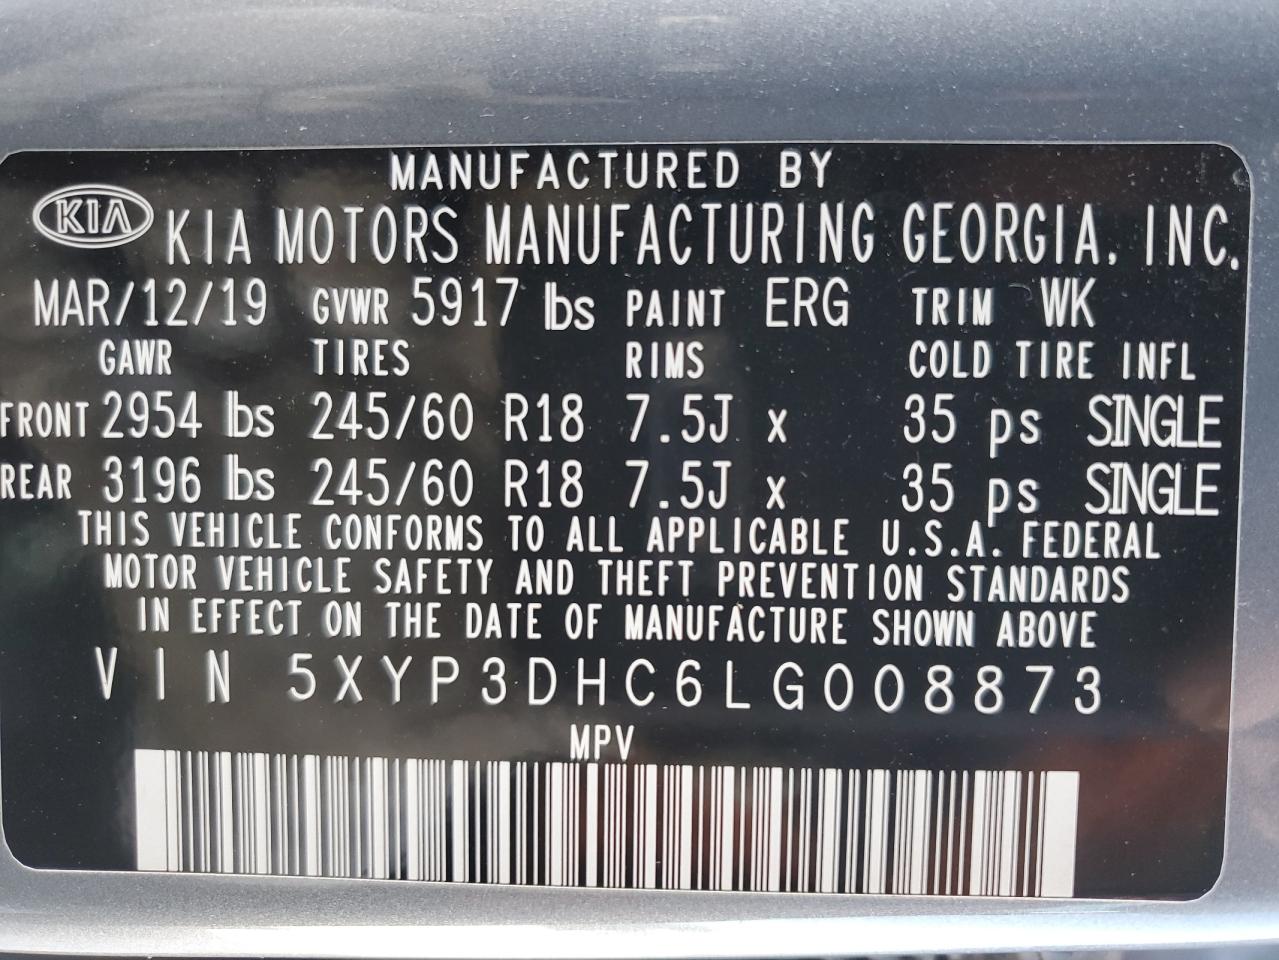 MANUFACTURED BY
KIA KIA MOTORS MANUFACTURING GEORGIA, INC.
MAR/12/19 GVWR 5917 lbs PAINT ERG TRIM WK
GAWR TIRES RIMS COLD TIRE INFL
FRONT 2954 lbs 245/60 R18 7.5J x 35 ps SINGLE
REAR 3196 lbs 245/60 R18 7.5J x 35 ps SINGLE
THIS VEHICLE CONFORMS TO ALL APPLICABLE U.S.A. FEDERAL
MOTOR VEHICLE SAFETY AND THEFT PREVENTION STANDARDS
IN EFFECT ON THE DATE OF MANUFACTURE SHOWN ABOVE
VIN 5XYP3DHC6LG008873
MPV